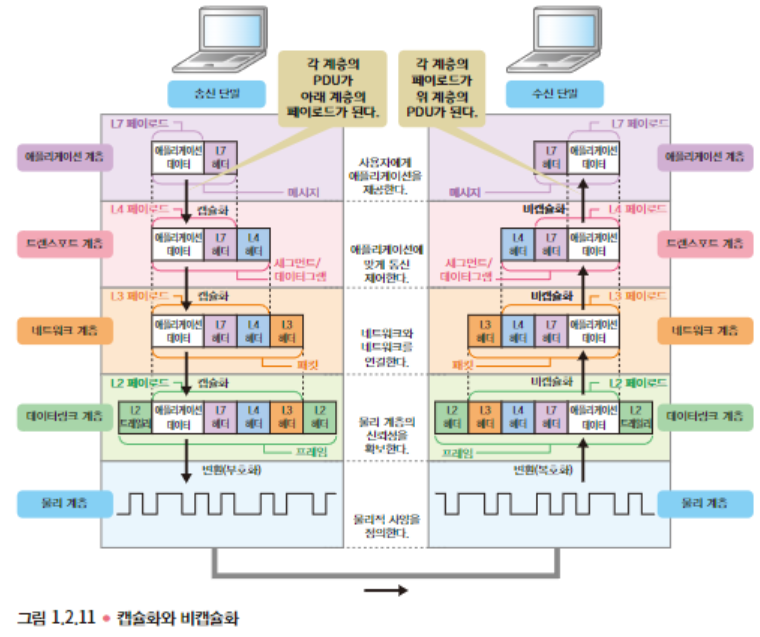 송신 단말
각 계층의
PDU가
아래 계층의
페이로드가 된다.
각 계층의
페이로드가
위 계층의
PDU가 된다.
수신 단말
애플리케이션 계층
L7 페이로드
애플리케이션
데이터
L7
헤더
메시지
사용자에게
애플리케이션을
제공한다.
L7 페이로드
L7
헤더
애플리케이션
데이터
메시지
애플리케이션 계층
트랜스포트 계층
L4 페이로드
캡슐화
애플리케이션
데이터
L7
헤더
L4
헤더
세그먼트/
데이터그램
애플리케이션에
맞게 통신
제어한다.
비캡슐화
L4 페이로드
L4
헤더
L7
헤더
애플리케이션
데이터
세그먼트/
데이터그램
트랜스포트 계층
네트워크 계층
L3 페이로드
캡슐화
애플리케이션
데이터
L7
헤더
L4
헤더
L3
헤더
패킷
네트워크와
네트워크를
연결한다.
비캡슐화
L3 페이로드
L3
헤더
L4
헤더
L7
헤더
애플리케이션
데이터
패킷
네트워크 계층
데이터링크 계층
L2 페이로드
캡슐화
L2
트레일러
애플리케이션
데이터
L7
헤더
L4
헤더
L3
헤더
L2
헤더
프레임
물리 계층의
신뢰성을
확보한다.
비캡슐화
L2 페이로드
L2
헤더
L3
헤더
L4
헤더
L7
헤더
애플리케이션
데이터
L2
트레일러
프레임
데이터링크 계층
물리 계층
변환(부호화)
물리적 사양을
정의한다.
변환(복호화)
물리 계층
그림 1.2.11 • 캡슐화와 비캡슐화